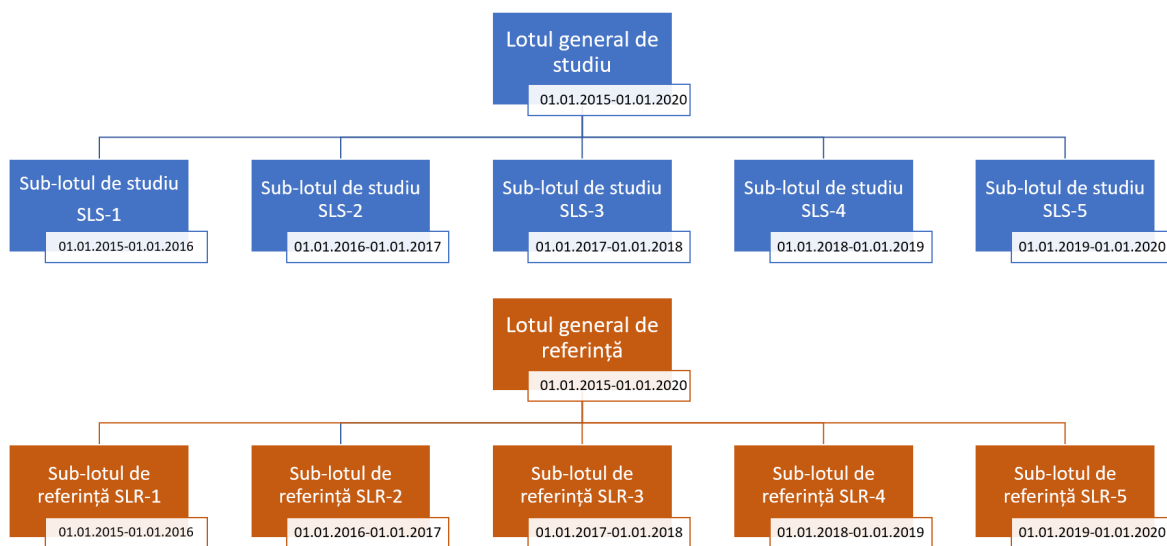 Lotul general de
studiu
01.01.2015-01.01.2020
Sub-lotul de studiu
SLS-1
01.01.2015-01.01.2016
Sub-lotul de studiu
SLS-2
01.01.2016-01.01.2017
Sub-lotul de studiu
SLS-3
01.01.2017-01.01.2018
Sub-lotul de studiu
SLS-4
01.01.2018-01.01.2019
Sub-lotul de studiu
SLS-5
01.01.2019-01.01.2020
Lotul general de
referință
01.01.2015-01.01.2020
Sub-lotul de
referință SLR-1
01.01.2015-01.01.2016
Sub-lotul de
referință SLR-2
01.01.2016-01.01.2017
Sub-lotul de
referință SLR-3
01.01.2017-01.01.2018
Sub-lotul de
referință SLR-4
01.01.2018-01.01.2019
Sub-lotul de
referință SLR-5
01.01.2019-01.01.2020